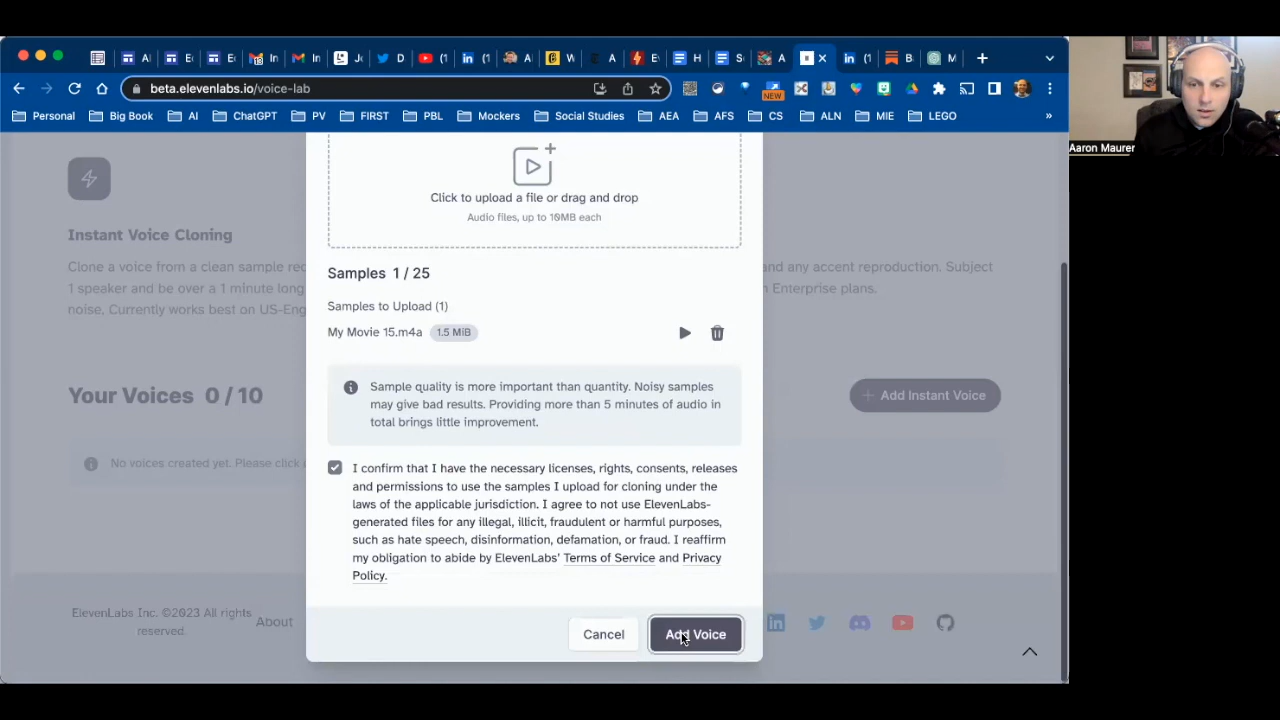 A
E
E
In
In
J
D
(
(
A
W
A
E
H
S
A
(1
B
M
beta.elevenlabs.io/voice-lab
NEW
Personal
Big Book
AI
ChatGPT
PV
FIRST
PBL
Mockers
Social Studies
AEA
AFS
CS
ALN
MIE
LEGO
»
Aaron Maurer
Click to upload a file or drag and drop
Audio files, up to 10MB each
Instant Voice Cloning
Clone a voice from a clean sample rec
1 speaker and be over a 1 minute long
noise. Currently works best on US-Eng
nd any accent reproduction. Subject
Enterprise plans.
Samples 1 / 25
Samples to Upload (1)
My Movie 15.m4a 1.5 MiB
Sample quality is more important than quantity. Noisy samples
may give bad results. Providing more than 5 minutes of audio in
total brings little improvement.
Your Voices 0 / 10
+ Add Instant Voice
No voices created yet. Please click
I confirm that I have the necessary licenses, rights, consents, releases
and permissions to use the samples I upload for cloning under the
laws of the applicable jurisdiction. I agree to not use ElevenLabs-
generated files for any illegal, illicit, fraudulent or harmful purposes,
such as hate speech, disinformation, defamation, or fraud. I reaffirm
my obligation to abide by ElevenLabs' Terms of Service and Privacy
Policy.
Cancel
Add Voice
ElevenLabs Inc. ©2023 All rights
reserved.
About